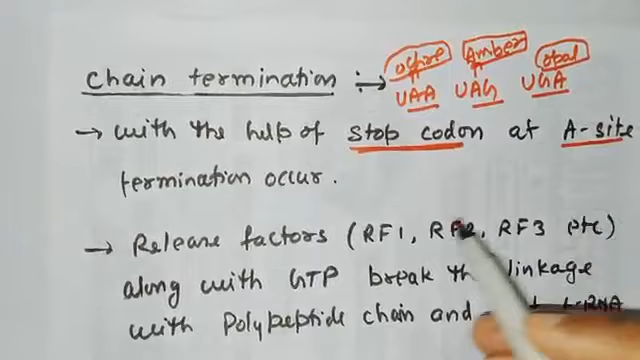 ochre Amber opal
Chain termination :→ UAA UAG UGA
→ with the help of stop codon at A-site
termination occur.
→ Release factors (RF1, RF2, RF3 etc)
along with GTP break the linkage
with Polypeptide chain and t-RNA